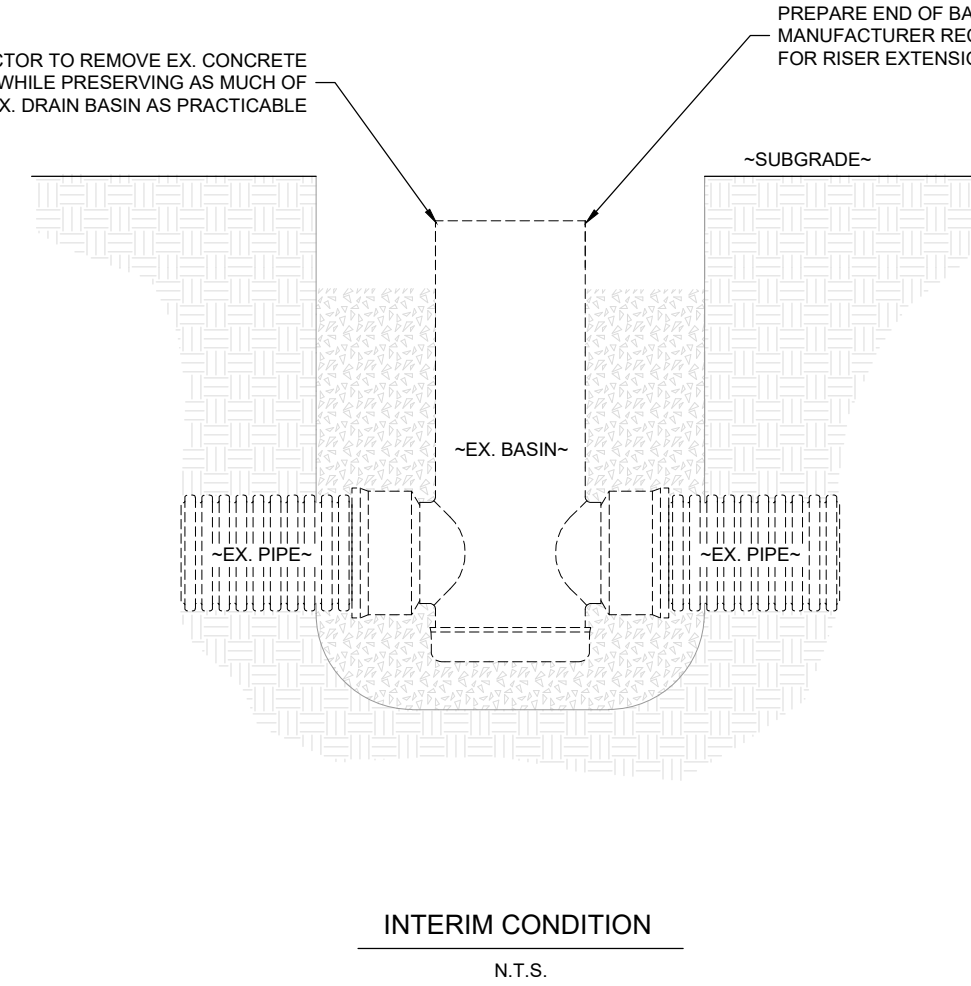 TOR TO REMOVE EX. CONCRETE
WHILE PRESERVING AS MUCH OF
X. DRAIN BASIN AS PRACTICABLE
PREPARE END OF BA
MANUFACTURER REC
FOR RISER EXTENSIO
~SUBGRADE~
~EX. BASIN~
~EX. PIPE~
~EX. PIPE~
INTERIM CONDITION
N.T.S.